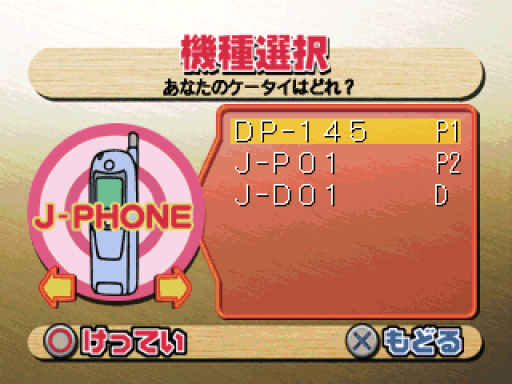 機種選択
あなたのケータイはどれ?
DP-145 P1
J-P01 P2
J-D01 D
J-PHONE
けってい
もどる